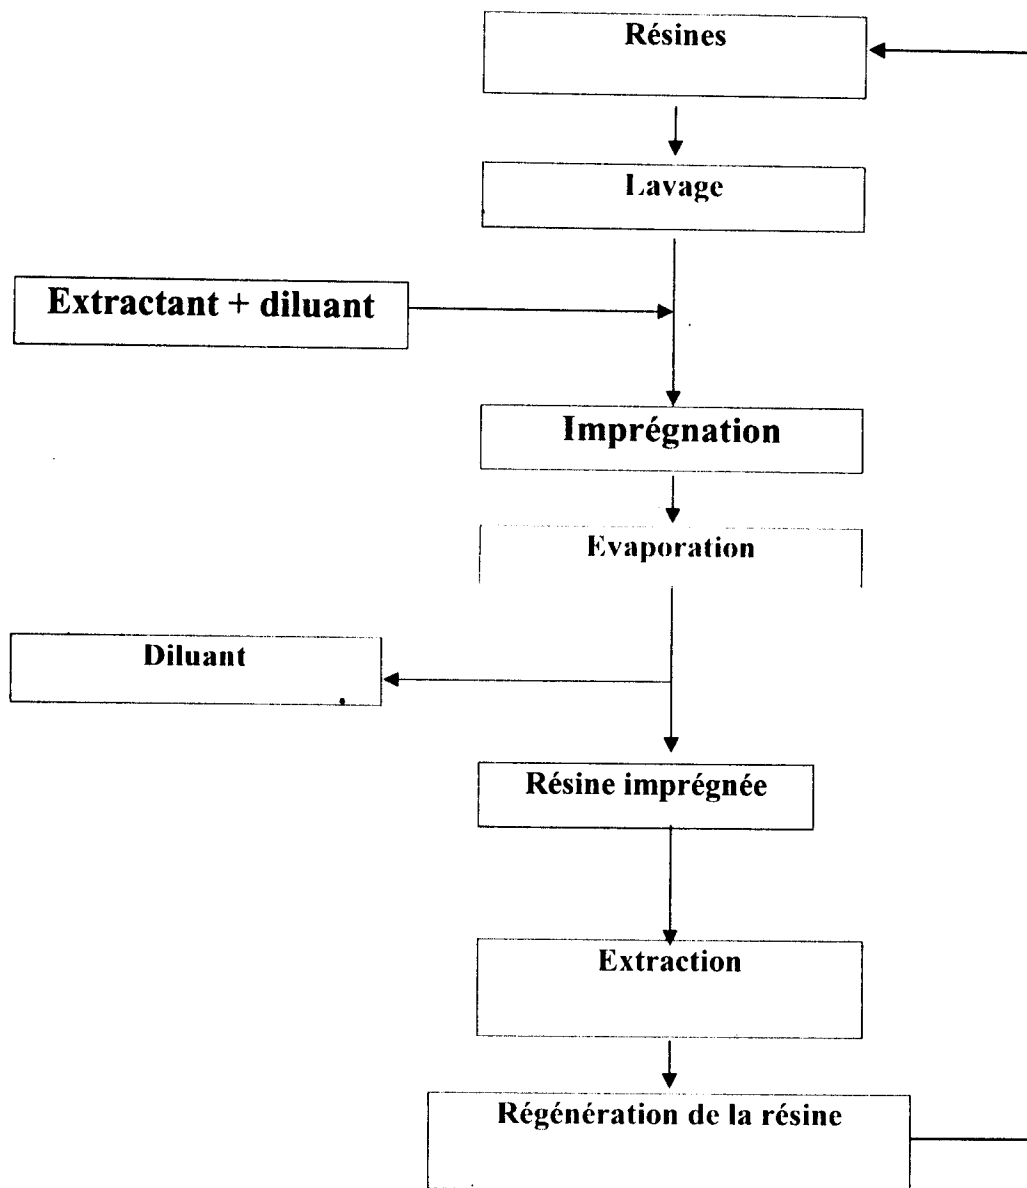 Résines
Lavage
Extractant + diluant
Imprégnation
Evaporation
Diluant
Résine imprégnée
Extraction
Régénération de la résine